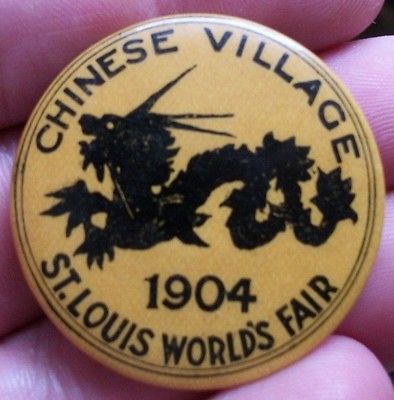 CHINESE VILLAGE
1904
ST. LOUIS WORLD'S FAIR